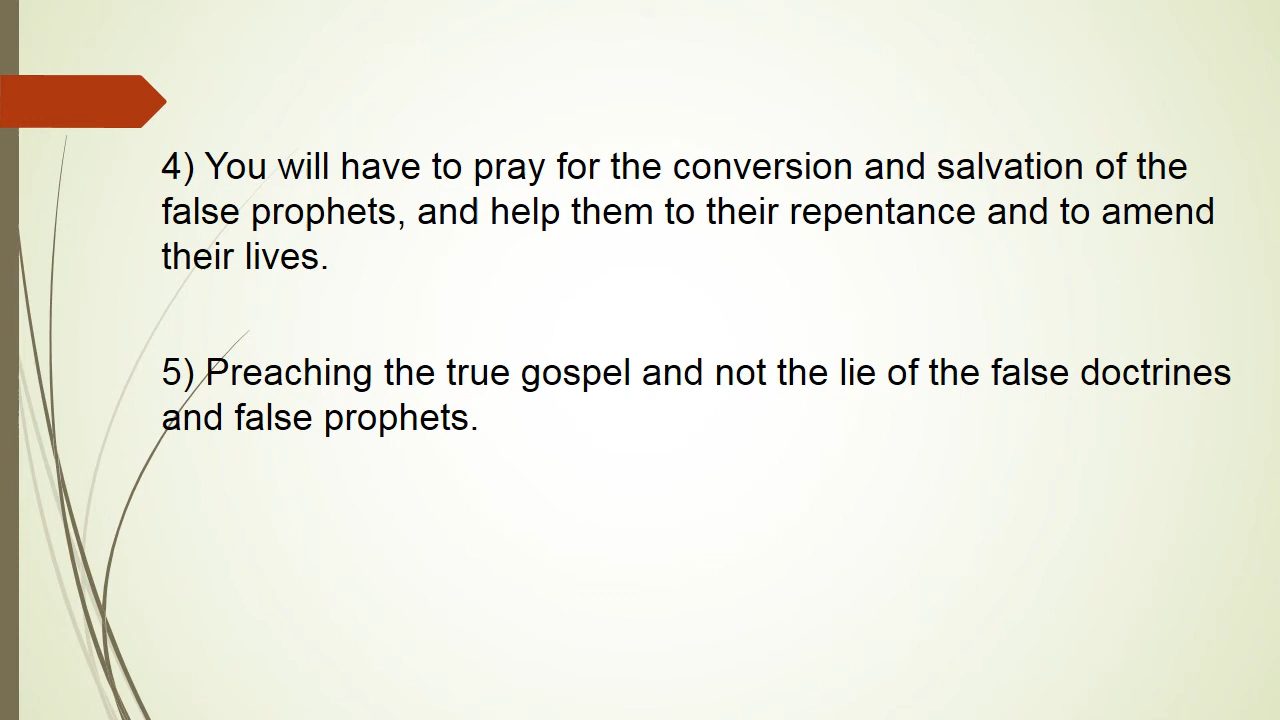 4) You will have to pray for the conversion and salvation of the
false prophets, and help them to their repentance and to amend
their lives.
5) Preaching the true gospel and not the lie of the false doctrines
and false prophets.